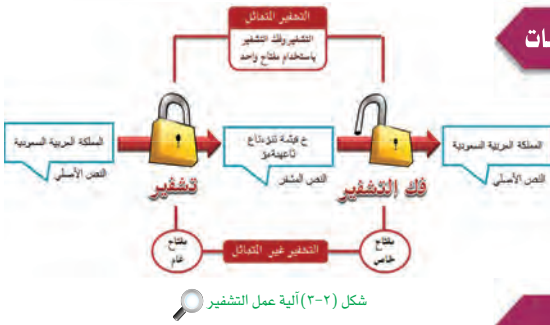 التشفير المتماثل
التشفير وفك التشفير
باستخدام مفتاح واحد
ات
المملكة العربية السعودية
النص الأصلي
تشفير
النص المشفر
فك التشفير
المملكة العربية السعودية
النص الأصلي
مفتاح
عام
التشفير غير المتماثل
مفتاح
خاص
شكل (٢-٣) آلية عمل التشفير